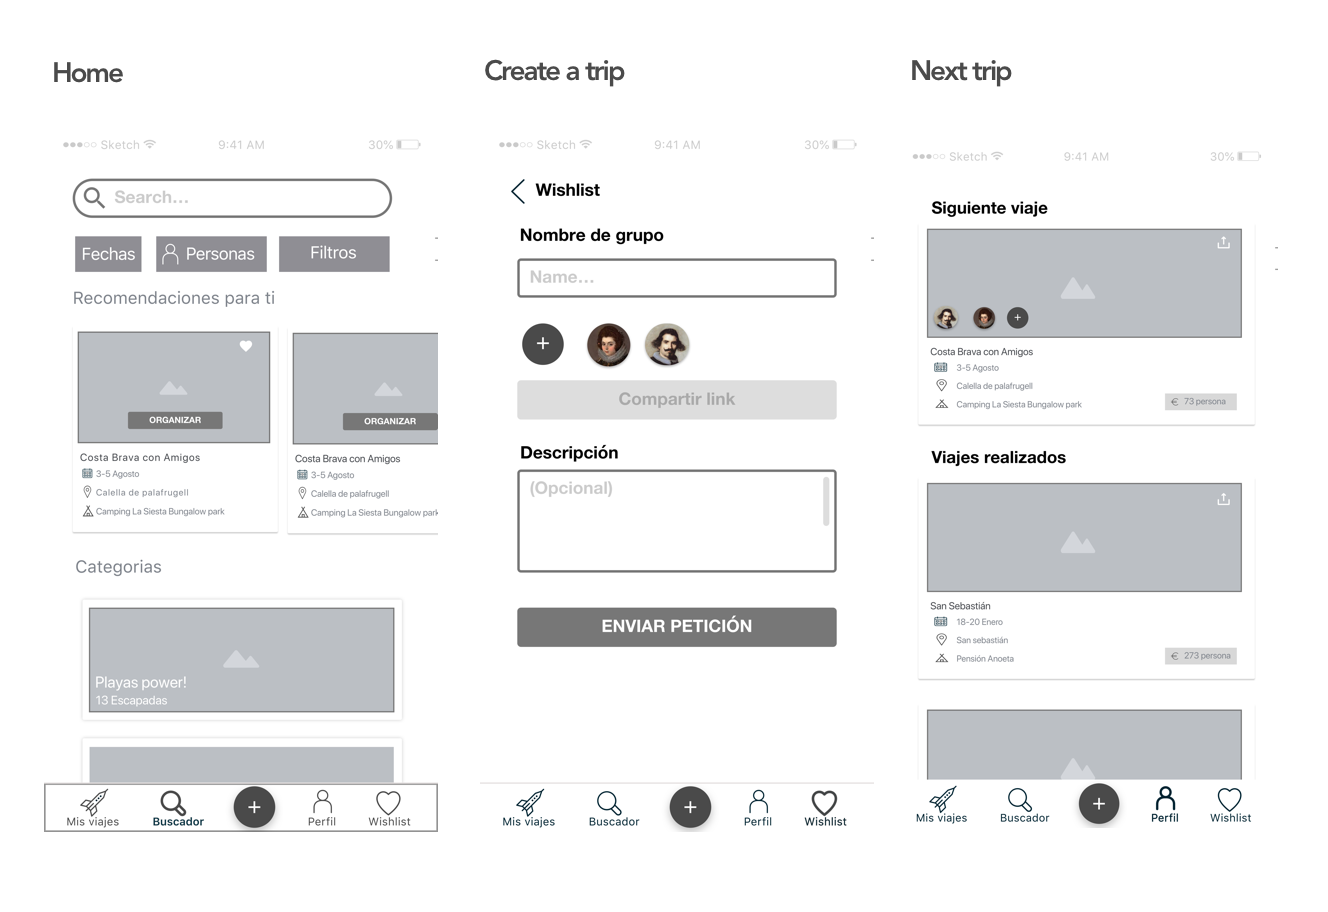 Home
Sketch 9:41 AM 30%
Search...
Fechas Personas Filtros
Recomendaciones para ti
ORGANIZAR
Costa Brava con Amigos
3-5 Agosto
Calella de palafrugell
Camping La Siesta Bungalow park
ORGANIZAR
Costa Brava con Amigos
3-5 Agosto
Calella de palafrugell
Camping La Siesta Bungalow park
Categorias
Playas power!
13 Escapadas
Mis viajes Buscador + Perfil Wishlist
Create a trip
Sketch 9:41 AM 30%
Wishlist
Nombre de grupo
Name...
+
Compartir link
Descripción
(Opcional)
ENVIAR PETICIÓN
Mis viajes Buscador + Perfil Wishlist
Next trip
Sketch 9:41 AM 30%
Siguiente viaje
+
Costa Brava con Amigos
3-5 Agosto
Calella de palafrugell
Camping La Siesta Bungalow park
€ 73 persona
Viajes realizados
San Sebastián
18-20 Enero
San sebastián
Pensión Anoeta
€ 273 persona
Mis viajes Buscador + Perfil Wishlist